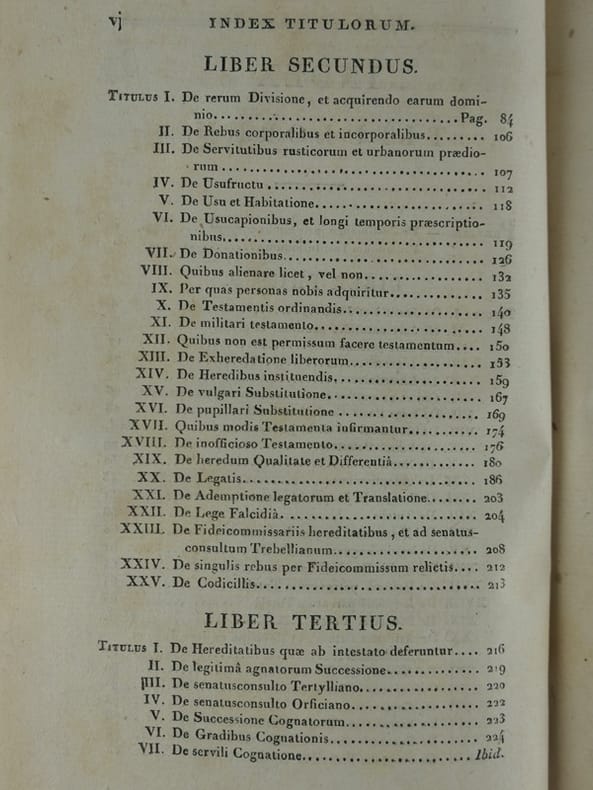 vj INDEX TITULORUM.
LIBER SECUNDUS.
TITULUS I. De rerum Divisione, et acquirendo earum domi-
nio........................................Pag. 84
II. De Rebus corporalibus et incorporalibus......... 106
III. De Servitutibus rusticorum et urbanorum prædio-
rum........................................ 107
IV. De Usufructu................................ 112
V. De Usu et Habitatione........................ 118
VI. De Usucapionibus, et longi temporis præscriptio-
nibus........................................ 119
VII. De Donationibus............................ 126
VIII. Quibus alienare licet, vel non.................. 132
IX. Per quas personas nobis adquiritur.............. 135
X. De Testamentis ordinandis..................... 140
XI. De militari testamento........................ 148
XII. Quibus non est permissum facere testamentum.... 150
XIII. De Exheredatione liberorum.................. 153
XIV. De Heredibus instituendis.................... 159
XV. De vulgari Substitutione...................... 167
XVI. De pupillari Substitutione.................... 169
XVII. Quibus modis Testamenta infirmantur.......... 174
XVIII. De inofficioso Testamento................... 176
XIX. De heredum Qualitate et Differentiâ............ 180
XX. De Legatis................................. 186
XXI. De Ademptione legatorum et Translatione....... 203
XXII. De Lege Falcidiâ........................... 204
XXIII. De Fideicommissariis hereditatibus, et ad senatus-
consultum Trebellianum...................... 208
XXIV. De singulis rebus per Fideicommissum relictis.... 212
XXV. De Codicillis............................... 213
LIBER TERTIUS.
TITULUS I. De Hereditatibus quæ ab intestato deferuntur.... 216
II. De legitimâ agnatorum Successione.............. 219
III. De senatusconsulto Tertylliano................. 220
IV. De senatusconsulto Orficiano................... 222
V. De Successione Cognatorum.................... 223
VI. De Gradibus Cognationis...................... 224
VII. De servili Cognatione........................ Ibid.